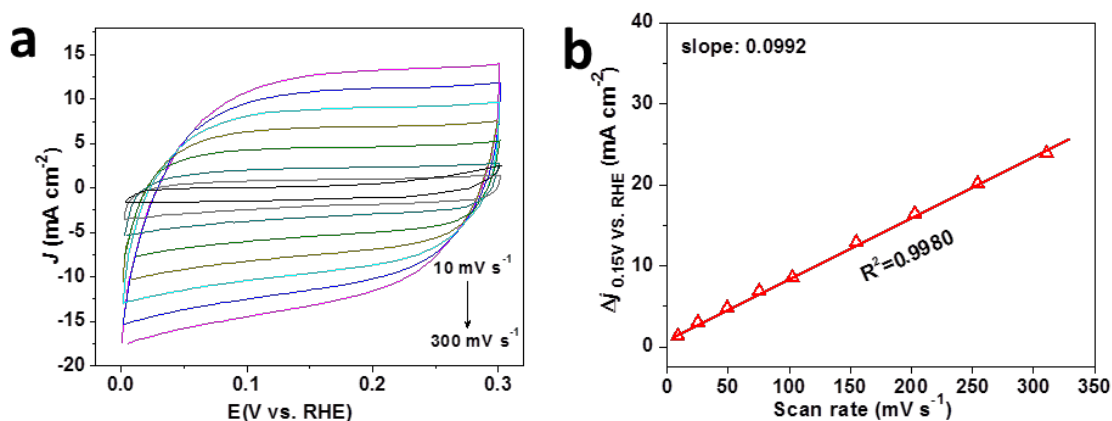 a
15
10
5
0
-5
-10
-15
-20
J (mA cm-2)
10 mV s-1
300 mV s-1
0.0 0.1 0.2 0.3
E(V vs. RHE)
b
slope: 0.0992
40
30
20
10
0
Δj 0.15V VS. RHE (mA cm-2)
R2=0.9980
0 50 100 150 200 250 300 350
Scan rate (mV s-1)